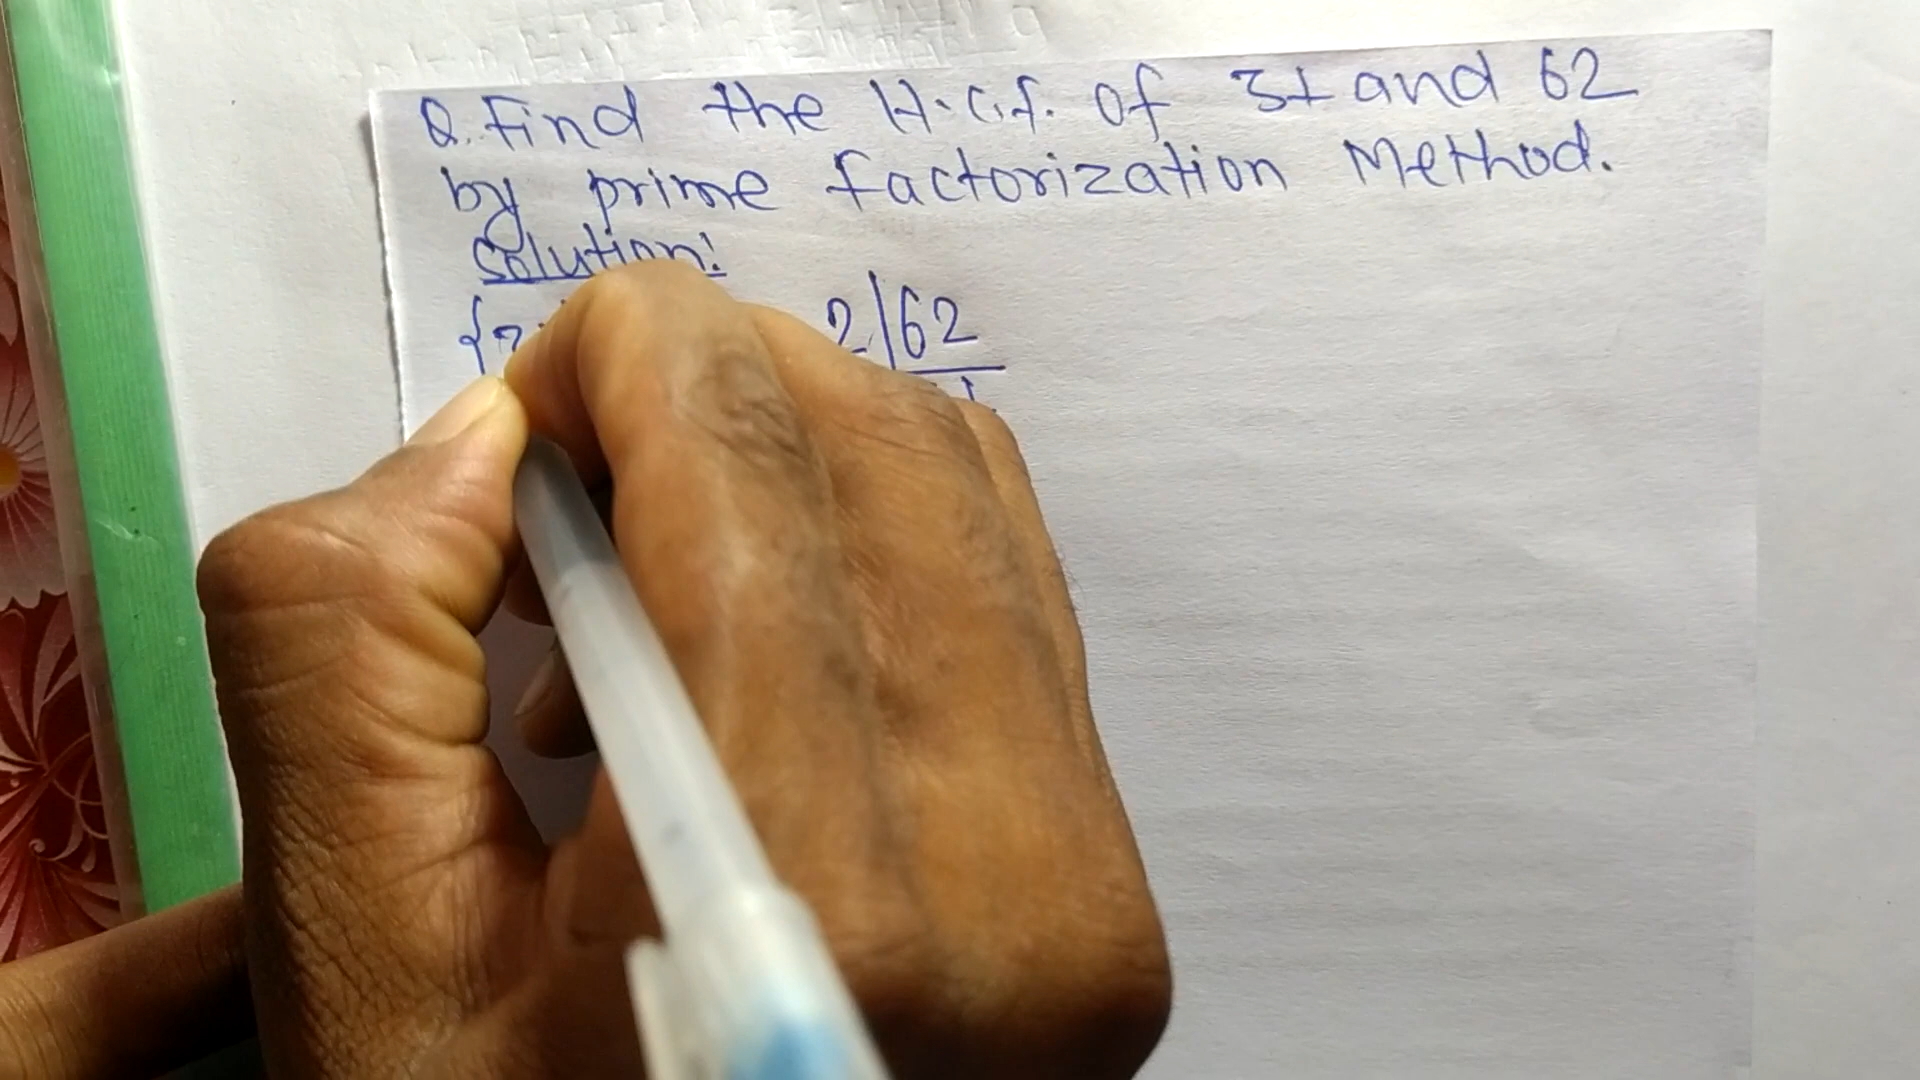 Q. Find the H.C.f. Of 31 and 62
by prime factorization Method.
Solution:
2|62